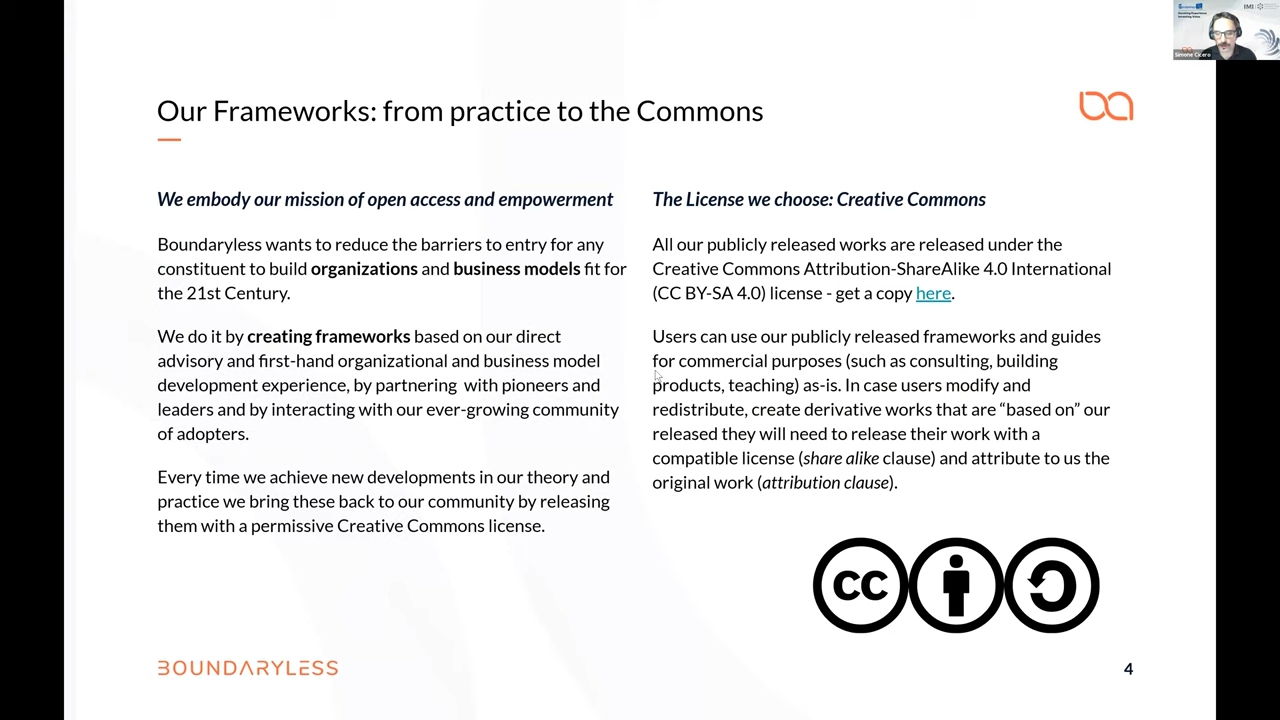 IMI
Simone Cicero
Our Frameworks: from practice to the Commons
We embody our mission of open access and empowerment
Boundaryless wants to reduce the barriers to entry for any
constituent to build organizations and business models fit for
the 21st Century.
We do it by creating frameworks based on our direct
advisory and first-hand organizational and business model
development experience, by partnering with pioneers and
leaders and by interacting with our ever-growing community
of adopters.
Every time we achieve new developments in our theory and
practice we bring these back to our community by releasing
them with a permissive Creative Commons license.
The License we choose: Creative Commons
All our publicly released works are released under the
Creative Commons Attribution-ShareAlike 4.0 International
(CC BY-SA 4.0) license - get a copy here.
Users can use our publicly released frameworks and guides
for commercial purposes (such as consulting, building
products, teaching) as-is. In case users modify and
redistribute, create derivative works that are “based on” our
released they will need to release their work with a
compatible license (share alike clause) and attribute to us the
original work (attribution clause).
cc
BOUNDARYLESS
4